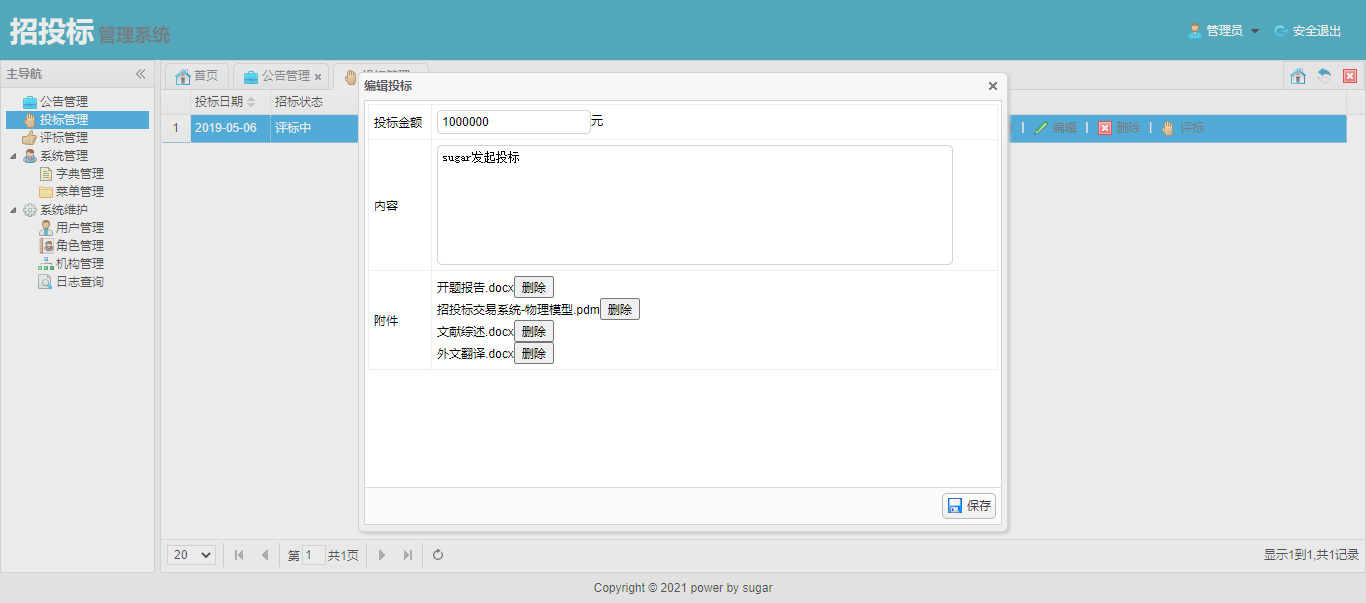 招投标 管理系统
管理员
安全退出
主导航
首页
公告管理
公告管理
投标管理
评标管理
系统管理
字典管理
菜单管理
系统维护
用户管理
角色管理
机构管理
日志查询
投标日期 招标状态
1 2019-05-06 评标中
| 编辑 | 删除 | 评标
编辑投标
投标金额 1000000 元
内容 sugar发起投标
附件
开题报告.docx 删除
招投标交易系统-物理模型.pdm 删除
文献综述.docx 删除
外文翻译.docx 删除
保存
20 第 1 共1页
显示1到1,共1记录
Copyright © 2021 power by sugar